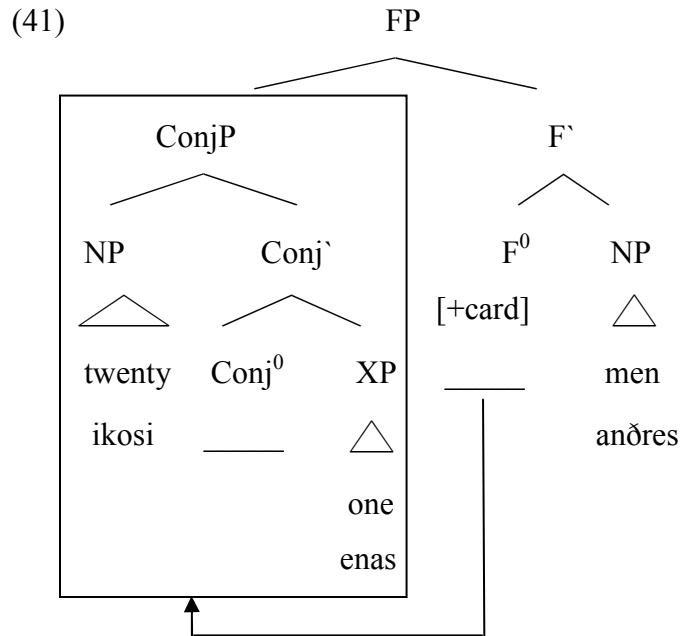 (41) FP
ConjP F`
NP Conj` F⁰ NP
[+card]
twenty Conj⁰ XP men
ikosi anðres
one
enas